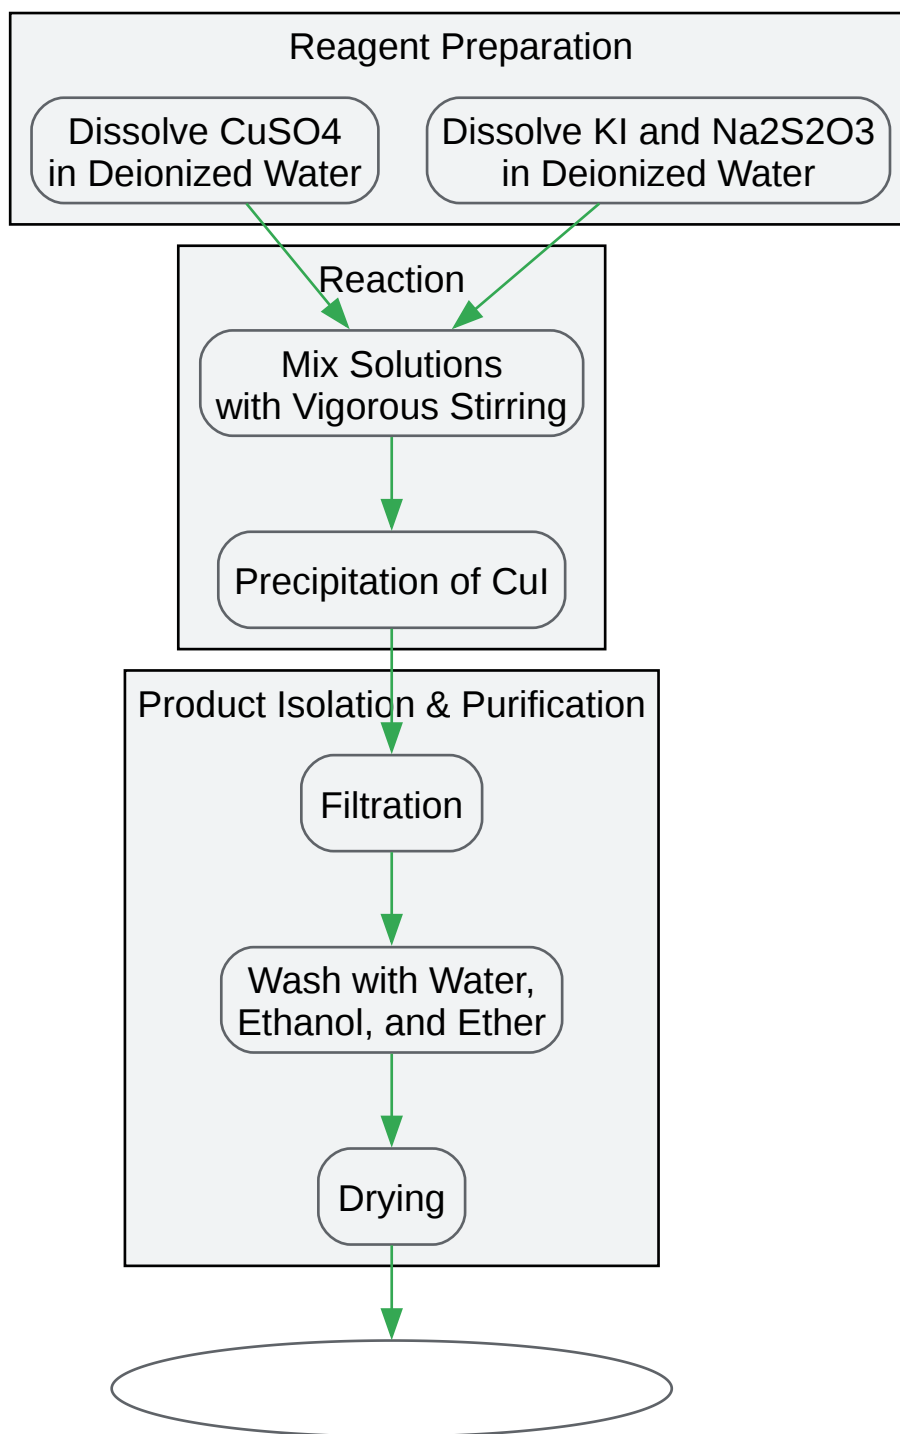 Reagent Preparation
Dissolve CuSO4
in Deionized Water
Dissolve KI and Na2S2O3
in Deionized Water
Reaction
Mix Solutions
with Vigorous Stirring
Precipitation of CuI
Product Isolation & Purification
Filtration
Wash with Water,
Ethanol, and Ether
Drying